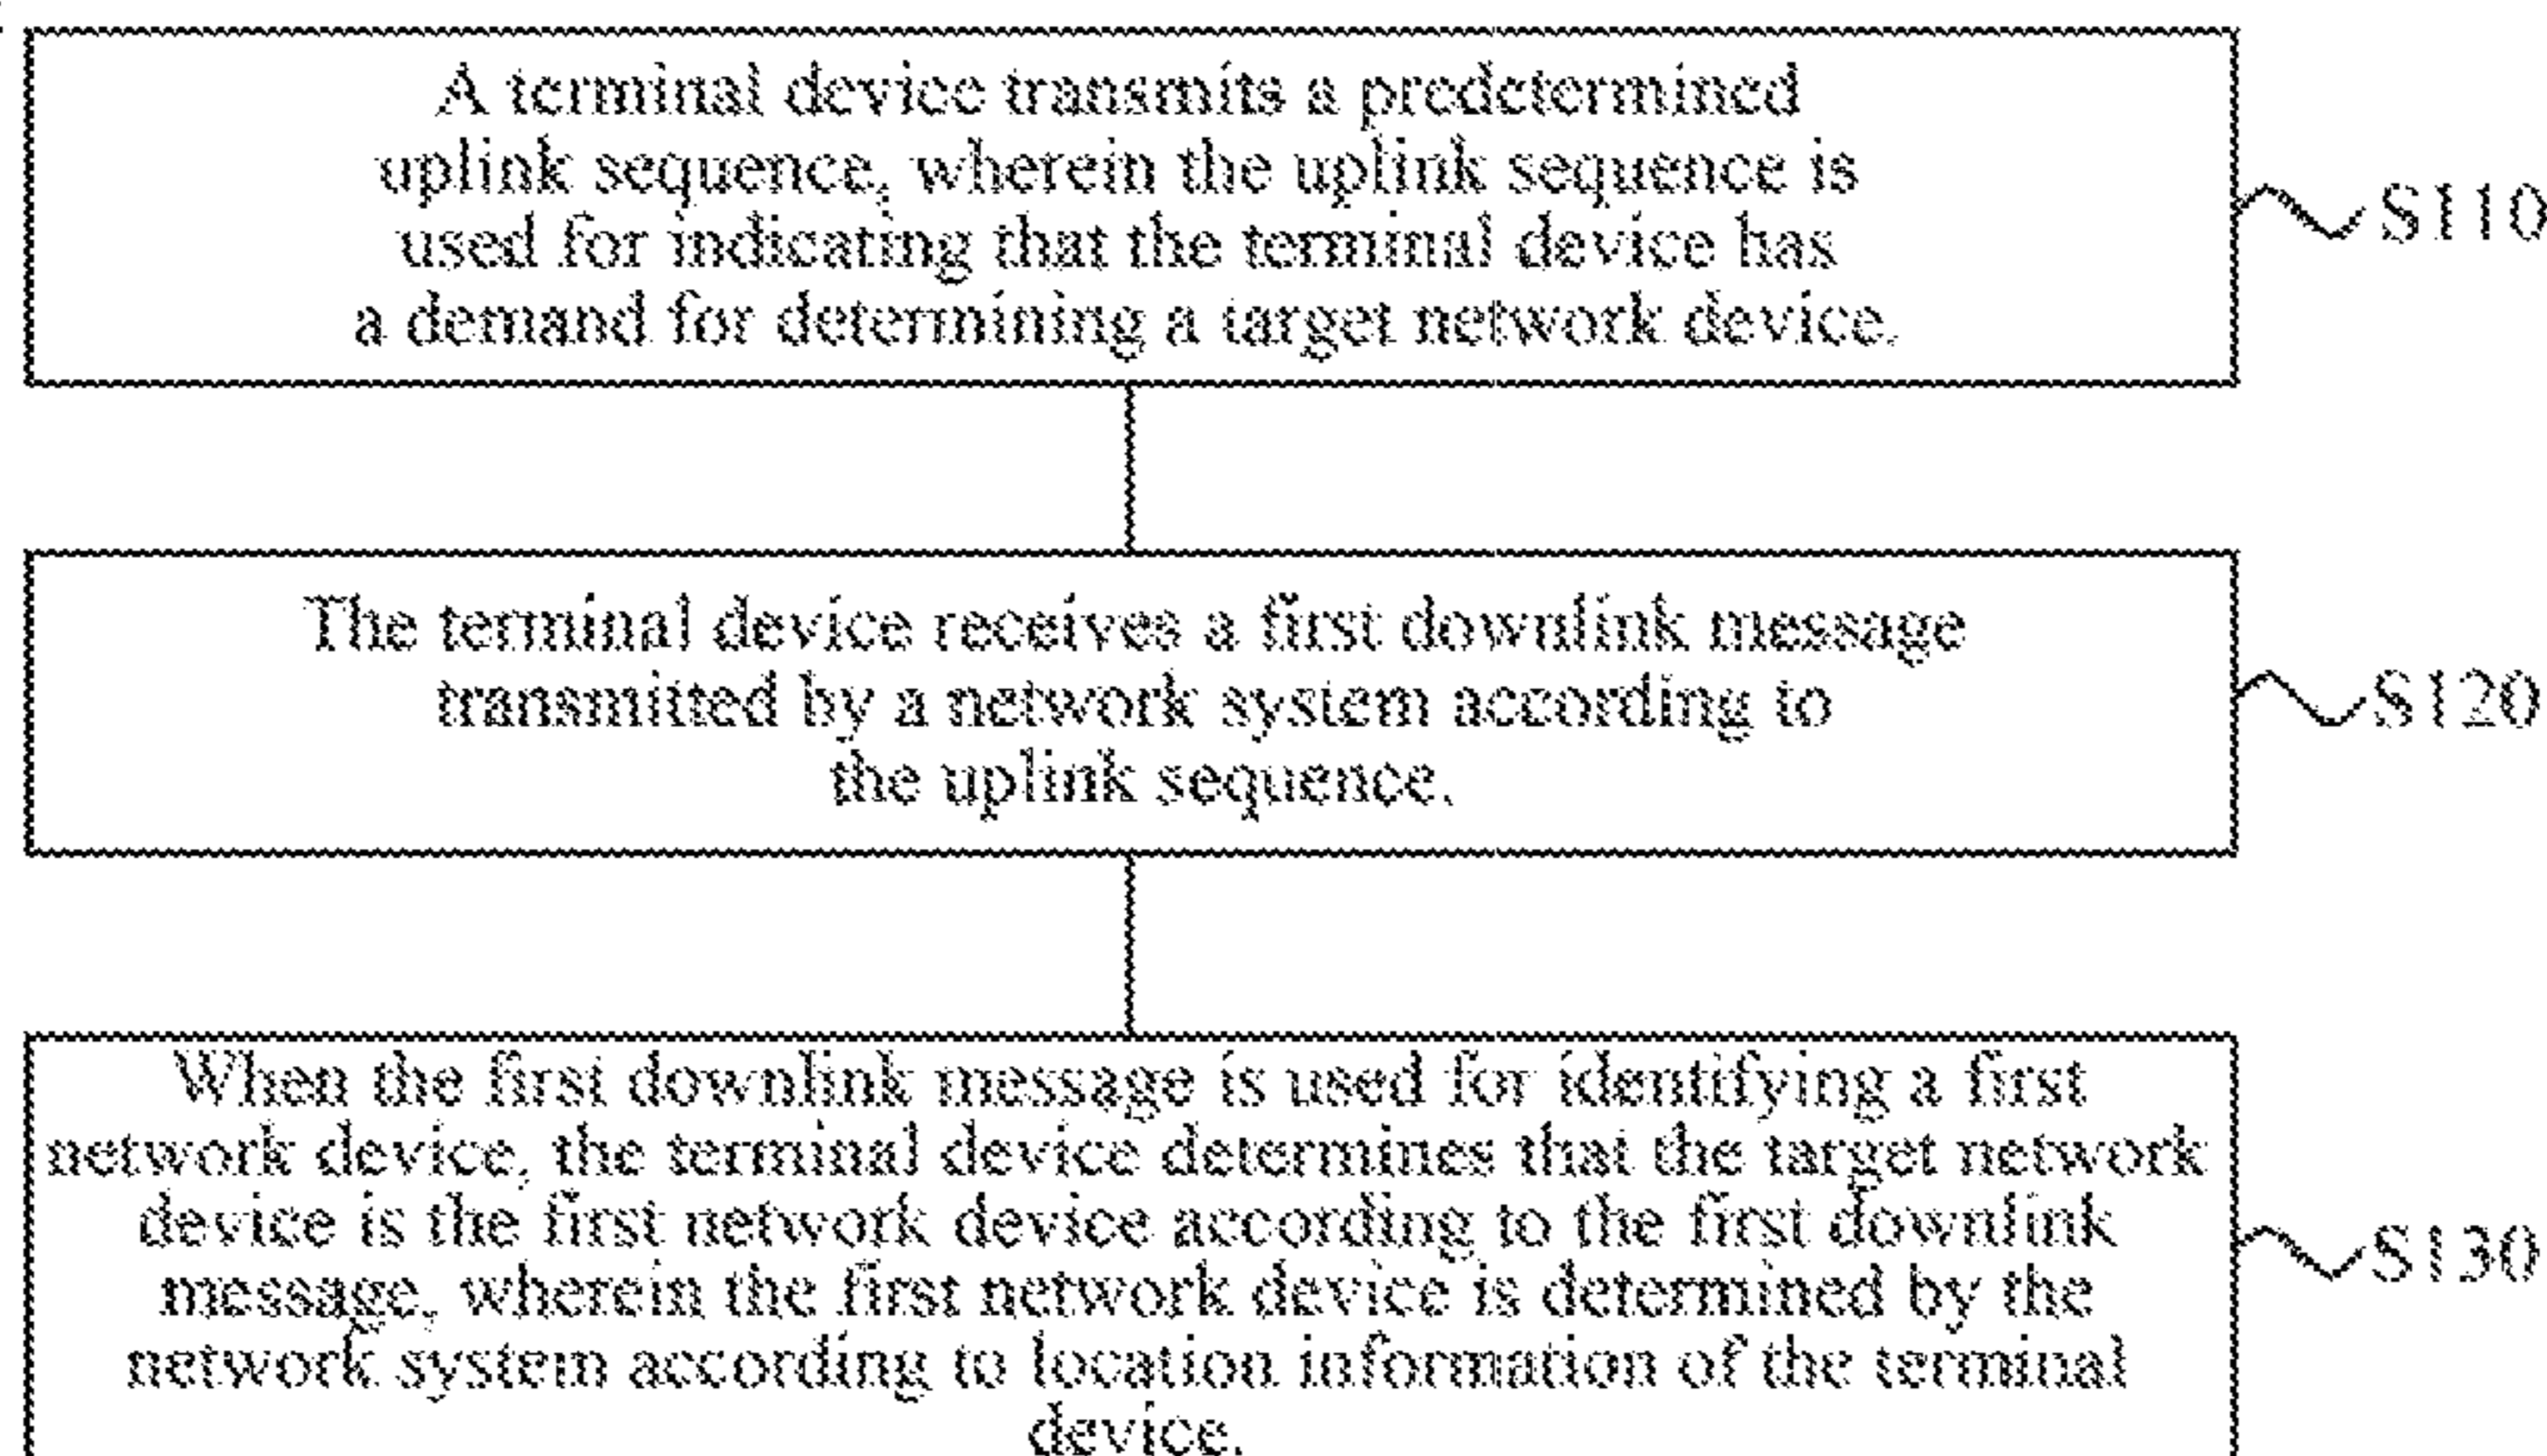 A terminal device transmits a predetermined
uplink sequence, wherein the uplink sequence is
used for indicating that the terminal device has
a demand for determining a target network device.
S110
The terminal device receives a first downlink message
transmitted by a network system according to
the uplink sequence.
S120
When the first downlink message is used for identifying a first
network device, the terminal device determines that the target network
device is the first network device according to the first downlink
message, wherein the first network device is determined by the
network system according to location information of the terminal
device.
S130